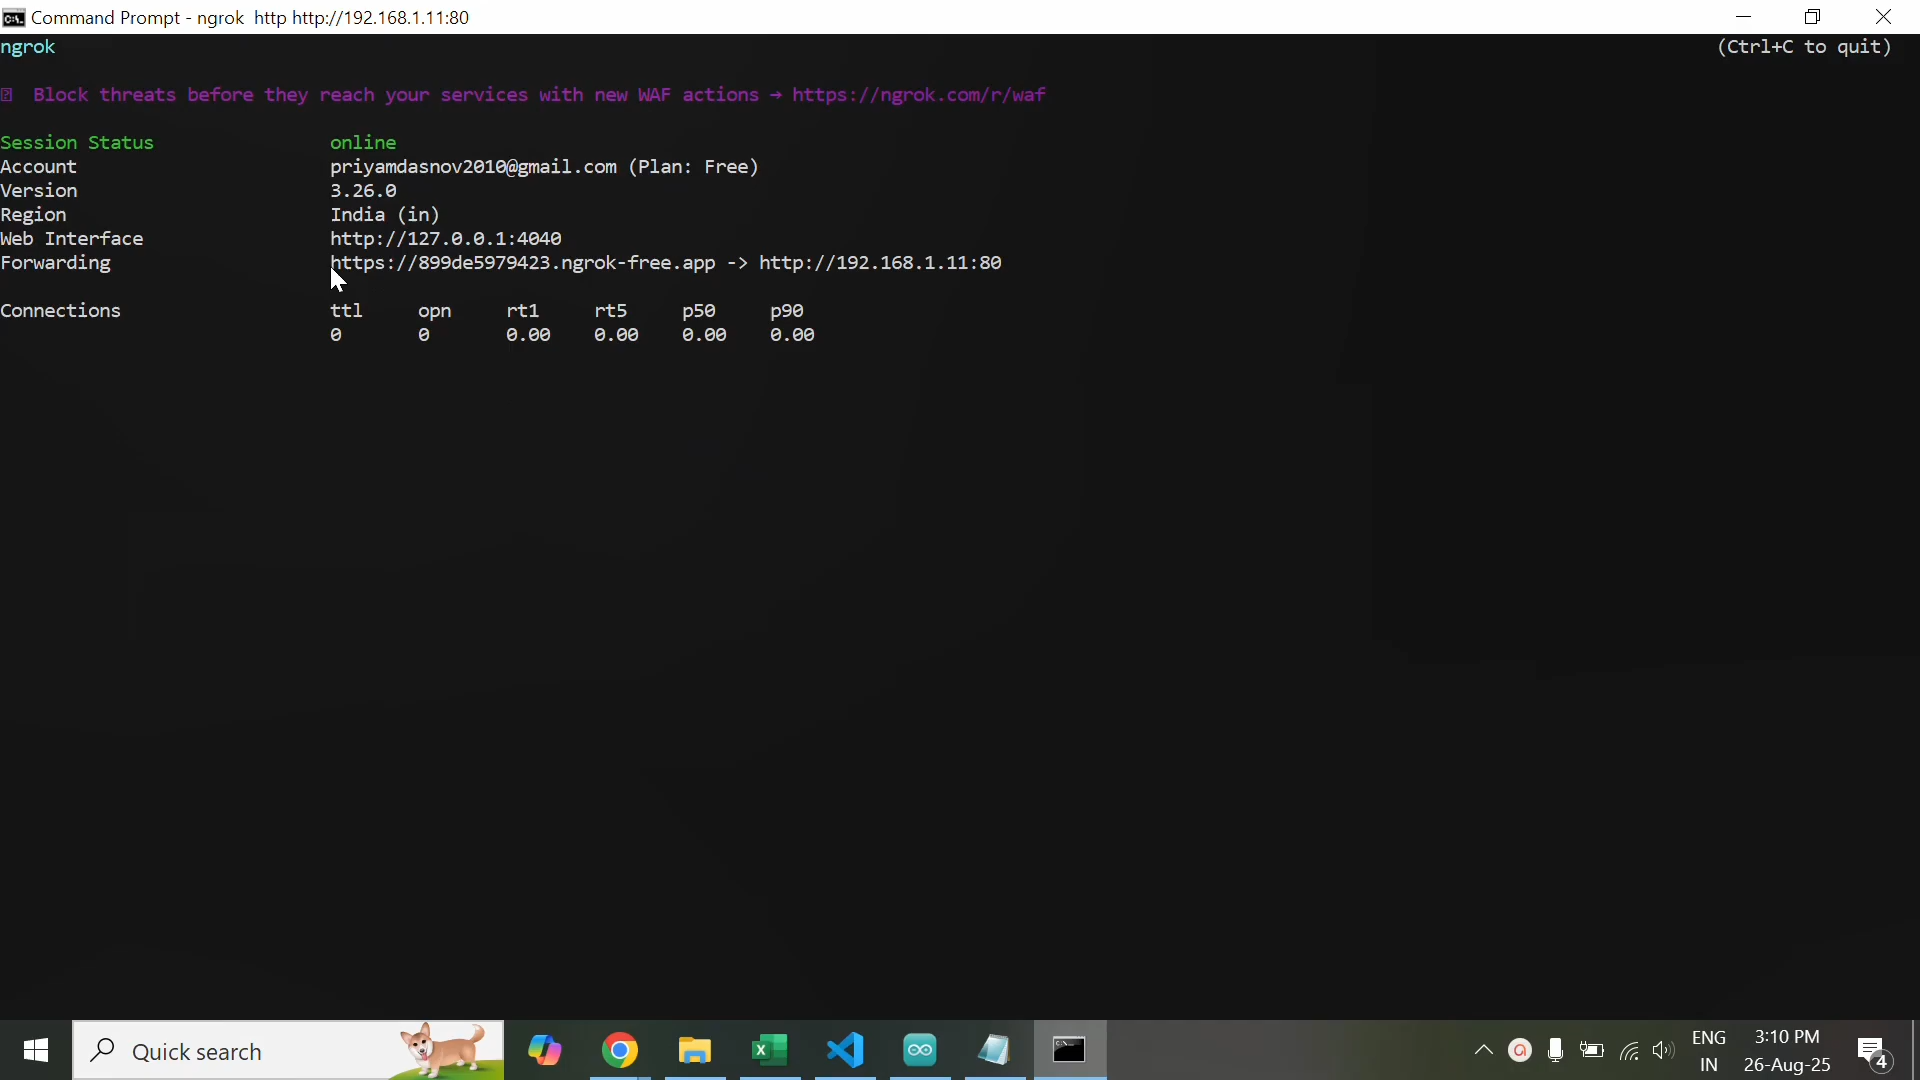 Command Prompt - ngrok  http http://192.168.1.11:80
ngrok (Ctrl+C to quit)
Block threats before they reach your services with new WAF actions → https://ngrok.com/r/waf
Session Status online
Account priyamdasnov2010@gmail.com (Plan: Free)
Version 3.26.0
Region India (in)
Web Interface http://127.0.0.1:4040
Forwarding https://899de5979423.ngrok-free.app -> http://192.168.1.11:80
Connections ttl opn rt1 rt5 p50 p90
0 0 0.00 0.00 0.00 0.00
Quick search
ENG 3:10 PM
IN 26-Aug-25 4